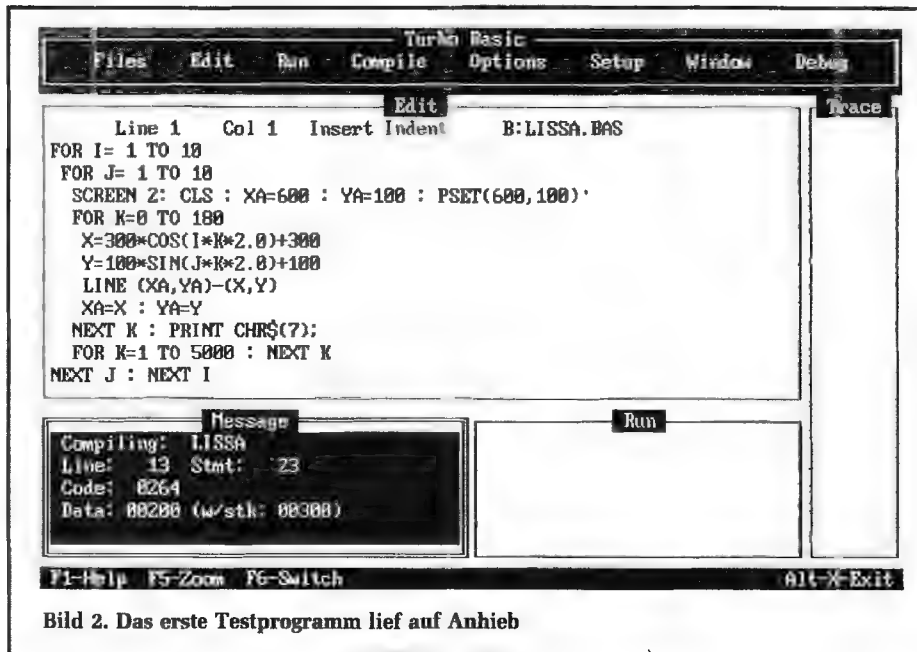 Turbo Basic
Files Edit Run Compile Options Setup Window Debug
Edit
Trace
Line 1 Col 1 Insert Indent B:LISSA.BAS
FOR I= 1 TO 10
FOR J= 1 TO 10
SCREEN 2: CLS : XA=600 : YA=100 : PSET(600,100)'
FOR K=0 TO 180
X=300*COS(I*K*2.0)+300
Y=100*SIN(J*K*2.0)+100
LINE (XA,YA)-(X,Y)
XA=X : YA=Y
NEXT K : PRINT CHR$(7);
FOR K=1 TO 5000 : NEXT K
NEXT J : NEXT I
Message
Run
Compiling: LISSA
Line: 13 Stmt: 23
Code: 0264
Data: 00200 (w/stk: 00300)
F1-Help F5-Zoom F6-Switch Alt-X-Exit
Bild 2. Das erste Testprogramm lief auf Anhieb